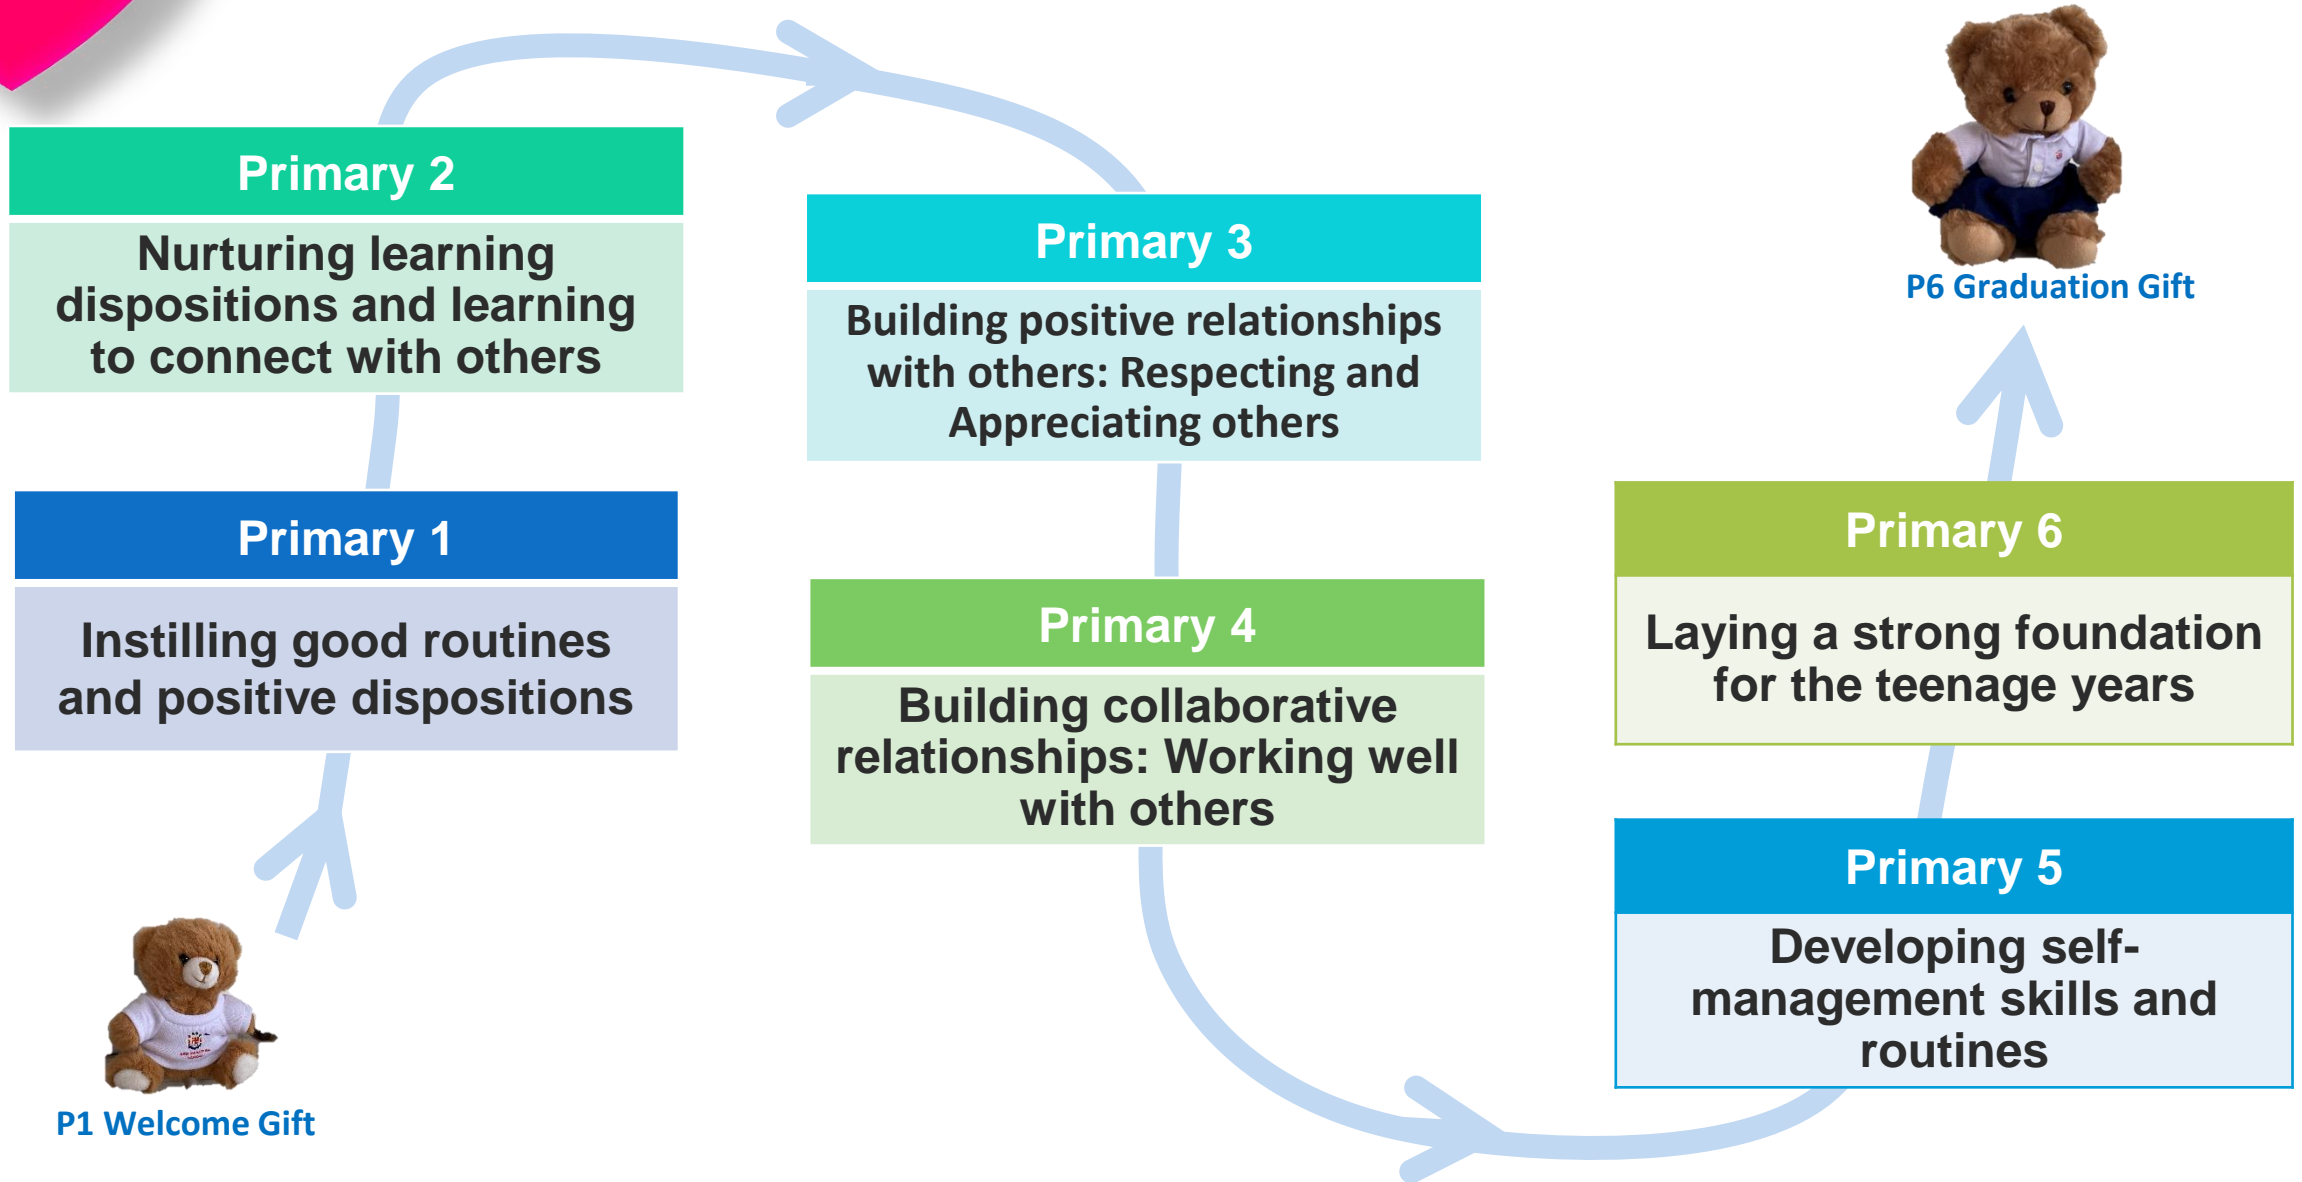 Primary 2
Nurturing learning
dispositions and learning
to connect with others
Primary 1
Instilling good routines
and positive dispositions
P1 Welcome Gift
Primary 3
Building positive relationships
with others: Respecting and
Appreciating others
Primary 4
Building collaborative
relationships: Working well
with others
P6 Graduation Gift
Primary 6
Laying a strong foundation
for the teenage years
Primary 5
Developing self-
management skills and
routines